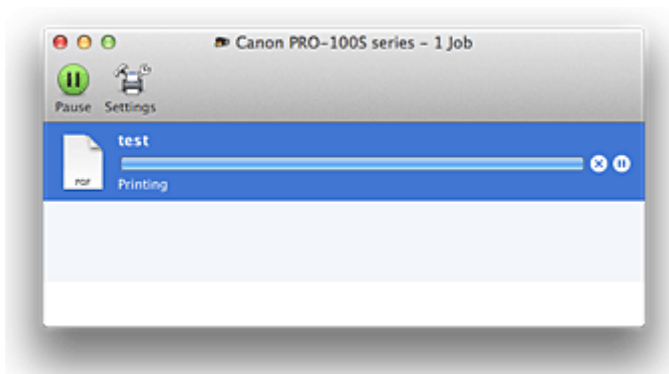 Canon PRO-100S series – 1 Job
Pause Settings
test
PDF
Printing